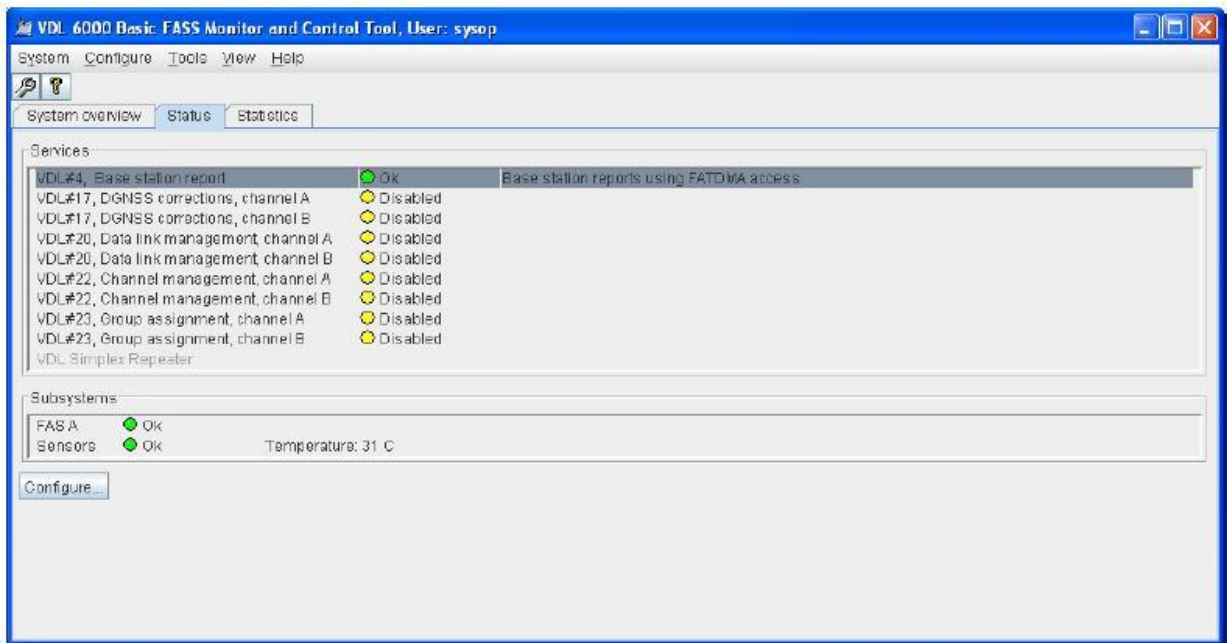 VDL 6000 Basic FASS Monitor and Control Tool, User: sysop
System Configure Tools View Help
System overview Status Statistics
Services
VDL#4, Base station report Ok Base station reports using FATDMA access
VDL#17, DGNSS corrections, channel A Disabled
VDL#17, DGNSS corrections, channel B Disabled
VDL#20, Data link management, channel A Disabled
VDL#20, Data link management, channel B Disabled
VDL#22, Channel management, channel A Disabled
VDL#22, Channel management, channel B Disabled
VDL#23, Group assignment, channel A Disabled
VDL#23, Group assignment, channel B Disabled
VDL Simplex Repeater
Subsystems
FAS A Ok
Sensors Ok Temperature: 31 C
Configure...